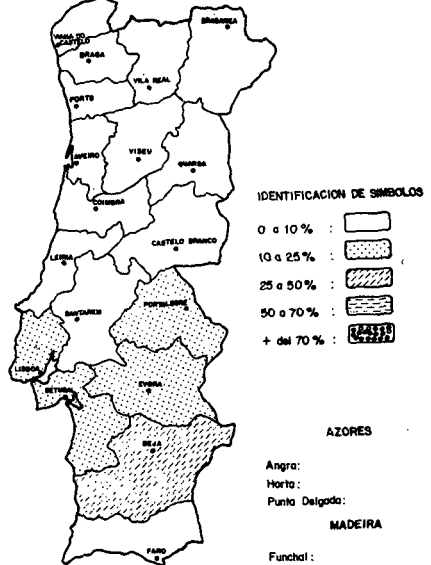 BRAGANZA
VIANA DO
CASTELO
BRAGA
VILA REAL
PORTO
AVEIRO
VISEU
GUARDA
COIMBRA
CASTELO BRANCO
LEIRIA
SANTAREM
PORTALEGRE
LISBOA
SETUBAL
EVORA
BEJA
FARO
IDENTIFICACION DE SIMBOLOS
0 a 10 % :
10 a 25 % :
25 a 50 % :
50 a 70 % :
+ del 70 % :
AZORES
Angra:
Horta:
Punta Delgada:
MADEIRA
Funchal: